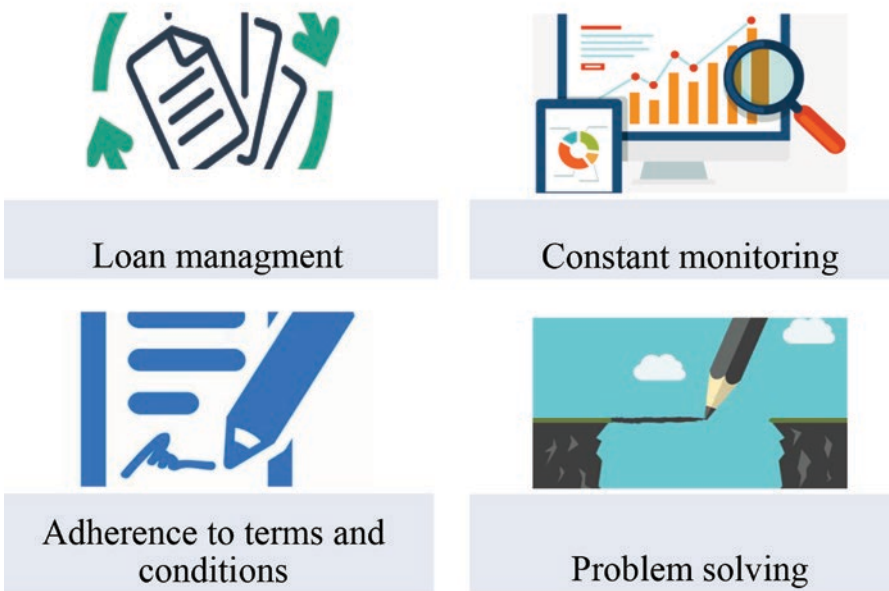 Loan managment
Constant monitoring
Adherence to terms and
conditions
Problem solving